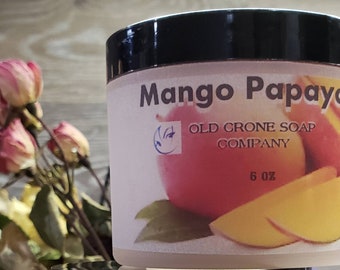 Mango Papaya
OLD CRONE SOAP
COMPANY
6 OZ